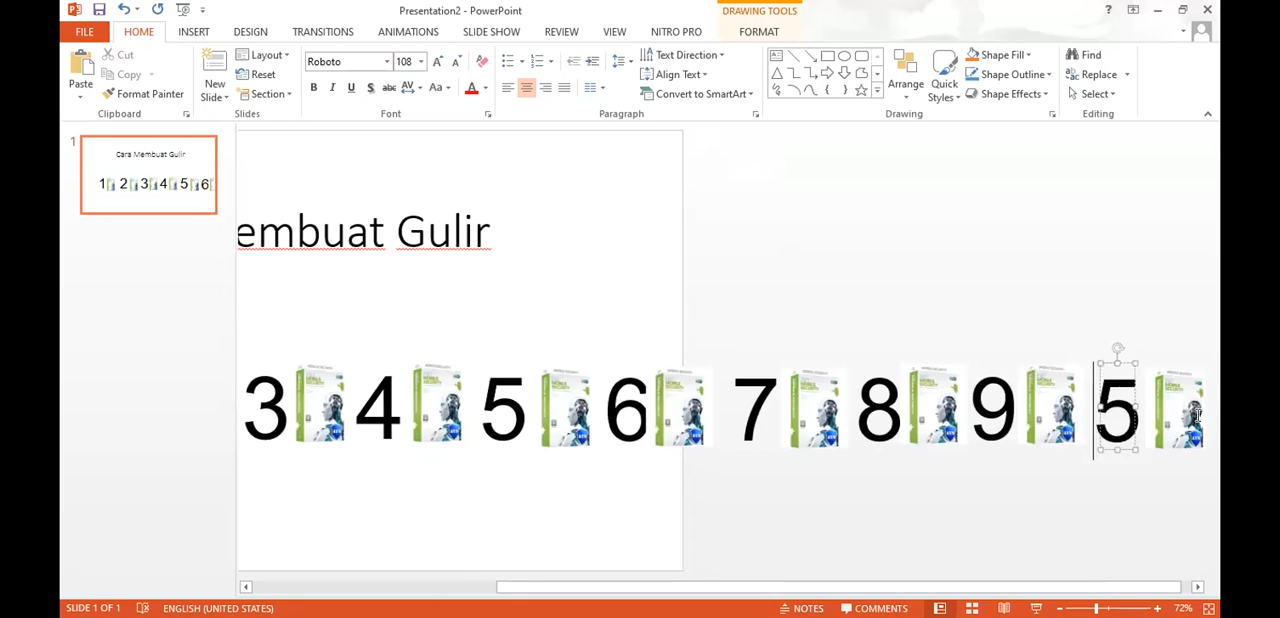 Presentation2 - PowerPoint
DRAWING TOOLS
FILE HOME INSERT DESIGN TRANSITIONS ANIMATIONS SLIDE SHOW REVIEW VIEW NITRO PRO FORMAT
Paste
Cut
Copy
Format Painter
Clipboard
New Slide
Layout
Reset
Section
Slides
Roboto 108
B I U S abc AV Aa A
Font
Text Direction
Align Text
Convert to SmartArt
Paragraph
Arrange
Quick Styles
Shape Fill
Shape Outline
Shape Effects
Drawing
Find
Replace
Select
Editing
1
Cara Membuat Gulir
1 2 3 4 5 6
embuat Gulir
3 4 5 6 7 8 9 5
SLIDE 1 OF 1 ENGLISH (UNITED STATES) NOTES COMMENTS 72%